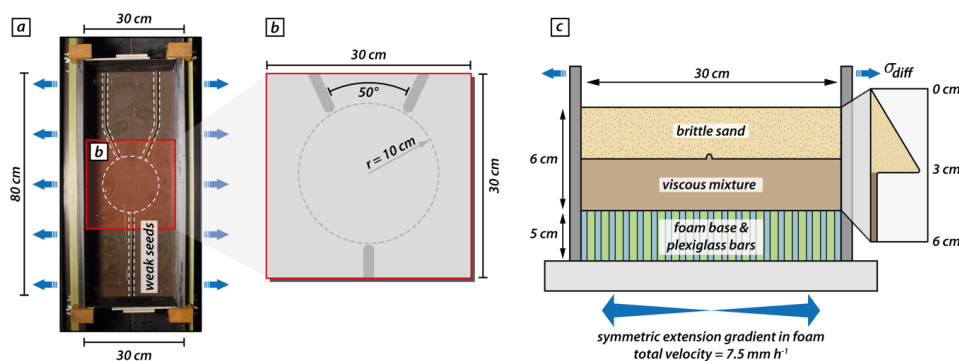 a
30 cm
80 cm
b
weak seeds
30 cm
b
30 cm
50°
r = 10 cm
30 cm
c
30 cm
σdiff
0 cm
brittle sand
6 cm
viscous mixture
3 cm
5 cm
foam base &
plexiglass bars
6 cm
symmetric extension gradient in foam
total velocity = 7.5 mm h⁻¹